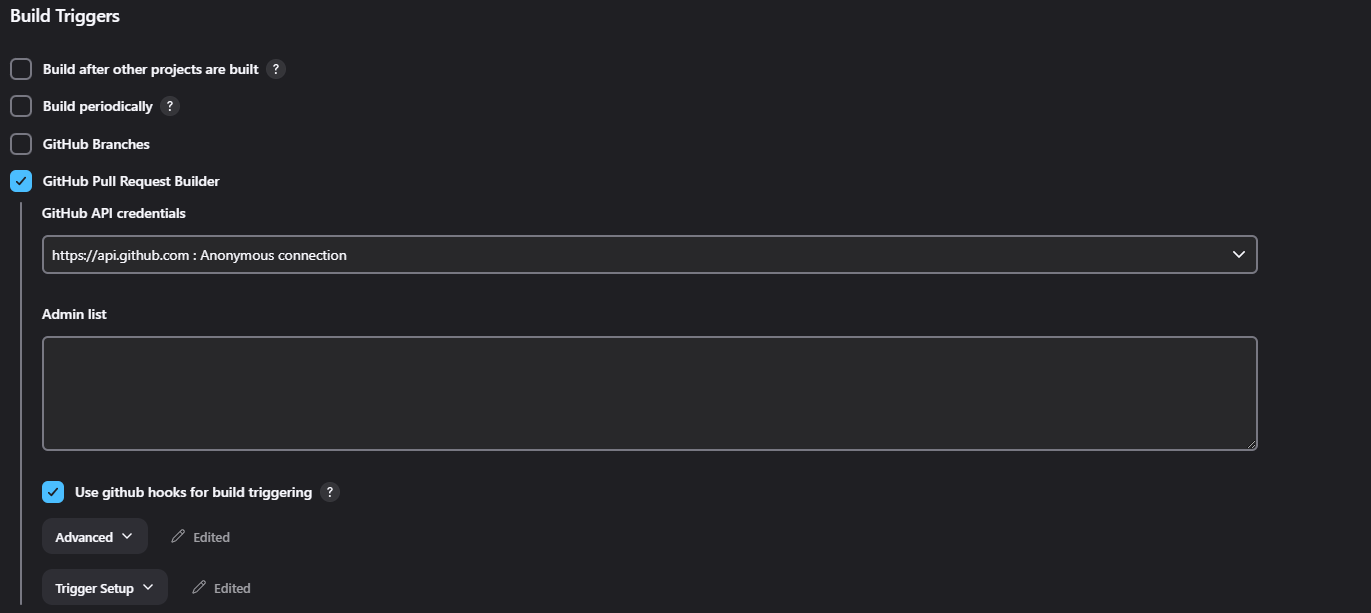 Build Triggers
Build after other projects are built ?
Build periodically ?
GitHub Branches
GitHub Pull Request Builder
GitHub API credentials
https://api.github.com : Anonymous connection
Admin list
Use github hooks for build triggering ?
Advanced Edited
Trigger Setup Edited